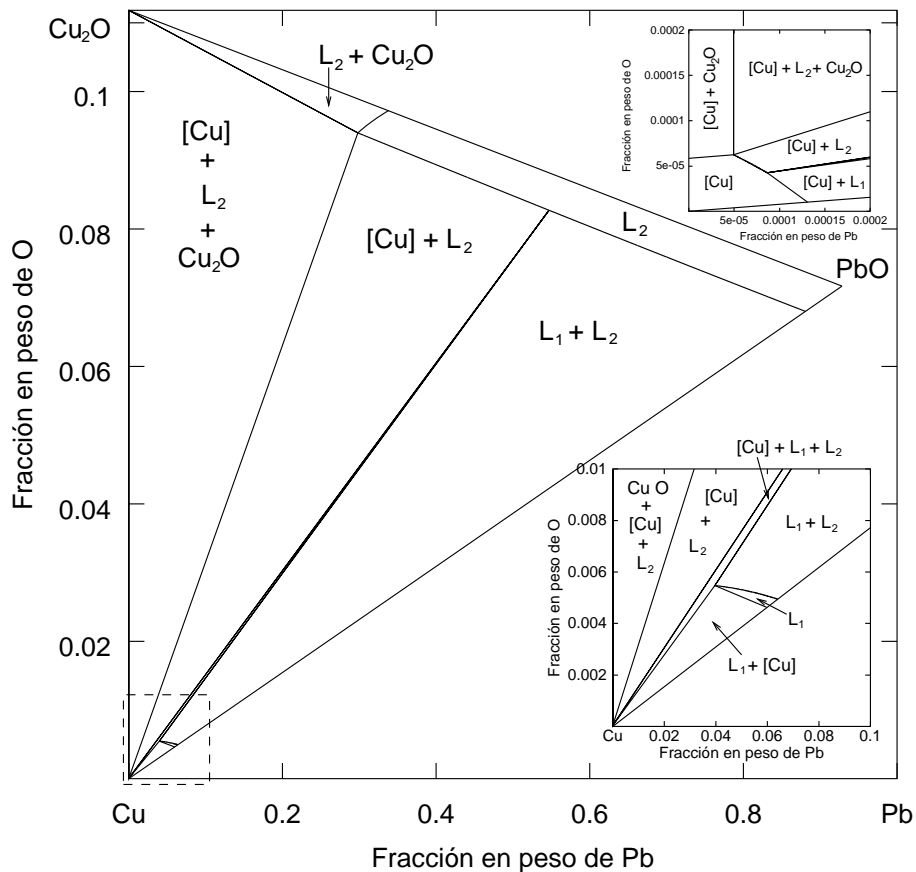 Cu₂O
L₂ + Cu₂O
[Cu]
+
L₂
+
Cu₂O
[Cu] + L₂
L₂
PbO
L₁ + L₂
0.1
0.08
0.06
0.04
0.02
Fracción en peso de O
Cu
0.2
0.4
0.6
0.8
Pb
Fracción en peso de Pb
0.0002
0.00015
0.0001
5e-05
Fracción en peso de O
[Cu] + Cu₂O
[Cu] + L₂ + Cu₂O
[Cu] + L₂
[Cu]
[Cu] + L₁
5e-05
0.0001
0.00015
0.0002
Fracción en peso de Pb
[Cu] + L₁ + L₂
0.01
0.008
0.006
0.004
0.002
Fracción en peso de O
Cu O
+
[Cu]
+
L₂
[Cu]
+
L₂
L₁ + L₂
L₁
L₁ + [Cu]
Cu
0.02
0.04
0.06
0.08
0.1
Fracción en peso de Pb